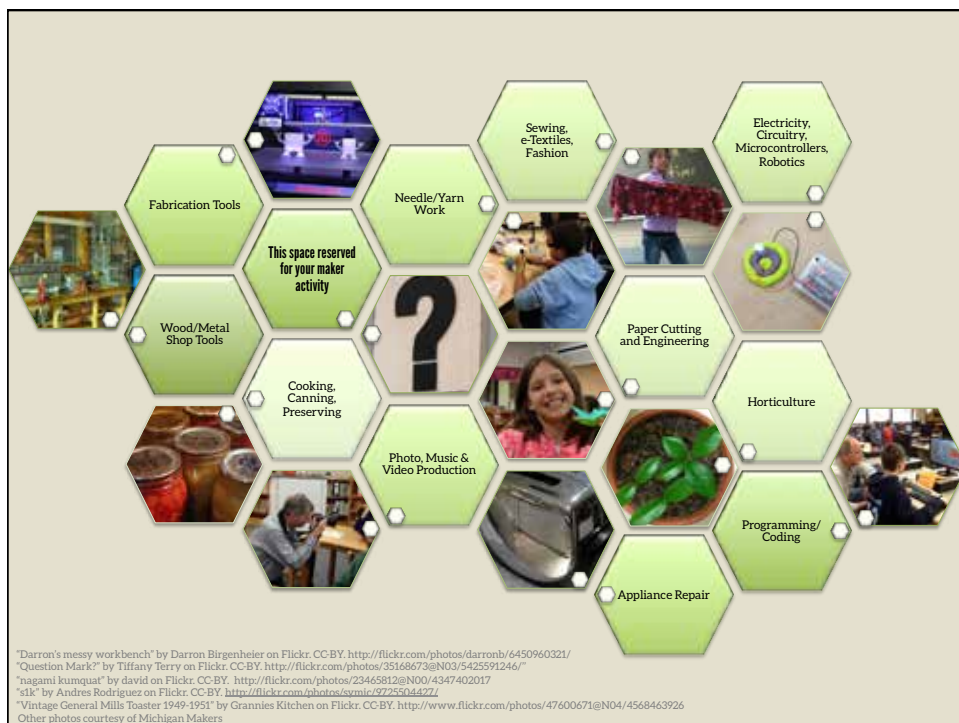 Sewing,
e-Textiles,
Fashion
Electricity,
Circuitry,
Microcontrollers,
Robotics
Fabrication Tools
Needle/Yarn
Work
This space reserved
for your maker
activity
Wood/Metal
Shop Tools
Paper Cutting
and Engineering
Cooking,
Canning,
Preserving
Horticulture
Photo, Music &
Video Production
Programming/
Coding
Appliance Repair
"Darron's messy workbench" by Darron Birgenheier on Flickr. CC-BY. http://flickr.com/photos/darronb/6450960321/
"Question Mark?" by Tiffany Terry on Flickr. CC-BY. http://flickr.com/photos/35168673@N03/5425591246/"
"nagami kumquat" by david on Flickr. CC-BY. http://flickr.com/photos/23465812@N00/4347402017
"s1k" by Andres Rodriguez on Flickr. CC-BY. http://flickr.com/photos/symic/9725504427/
"Vintage General Mills Toaster 1949-1951" by Grannies Kitchen on Flickr. CC-BY. http://www.flickr.com/photos/47600671@N04/4568463926
Other photos courtesy of Michigan Makers